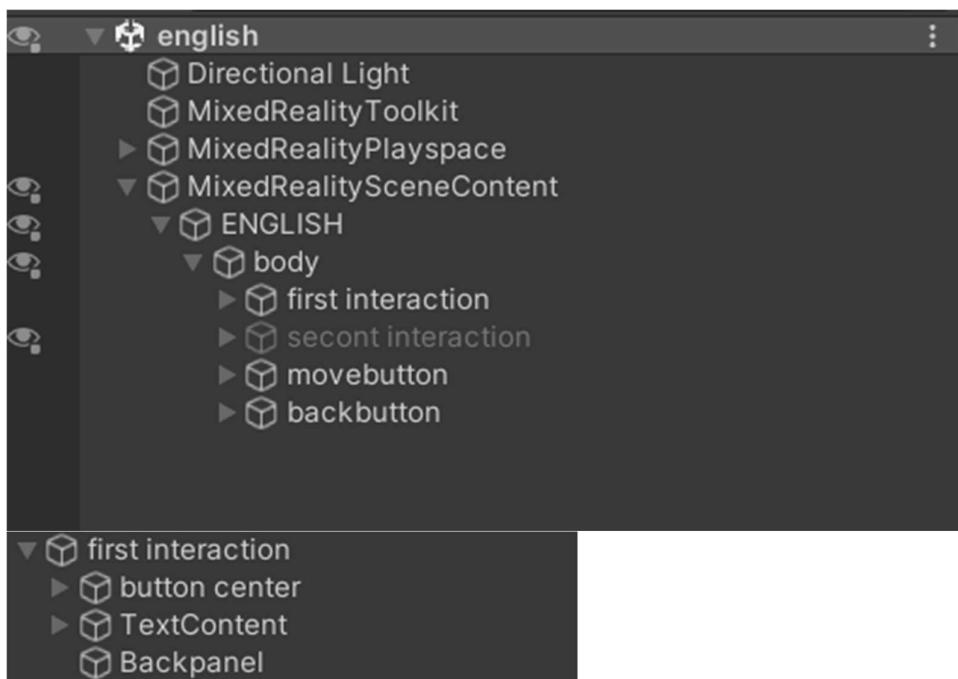 english
Directional Light
MixedRealityToolkit
MixedRealityPlayspace
MixedRealitySceneContent
ENGLISH
body
first interaction
secont interaction
movebutton
backbutton
first interaction
button center
TextContent
Backpanel